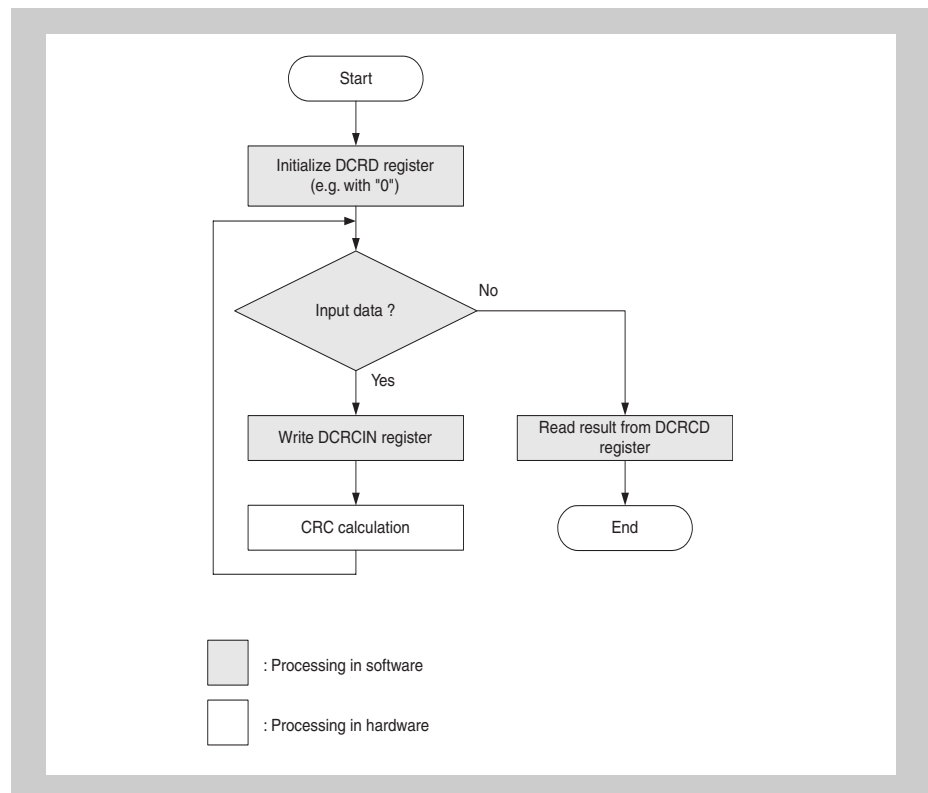 Start
Initialize DCRD register
(e.g. with "0")
Input data ?
No
Yes
Write DCRCIN register
Read result from DCRCD
register
CRC calculation
End
: Processing in software
: Processing in hardware